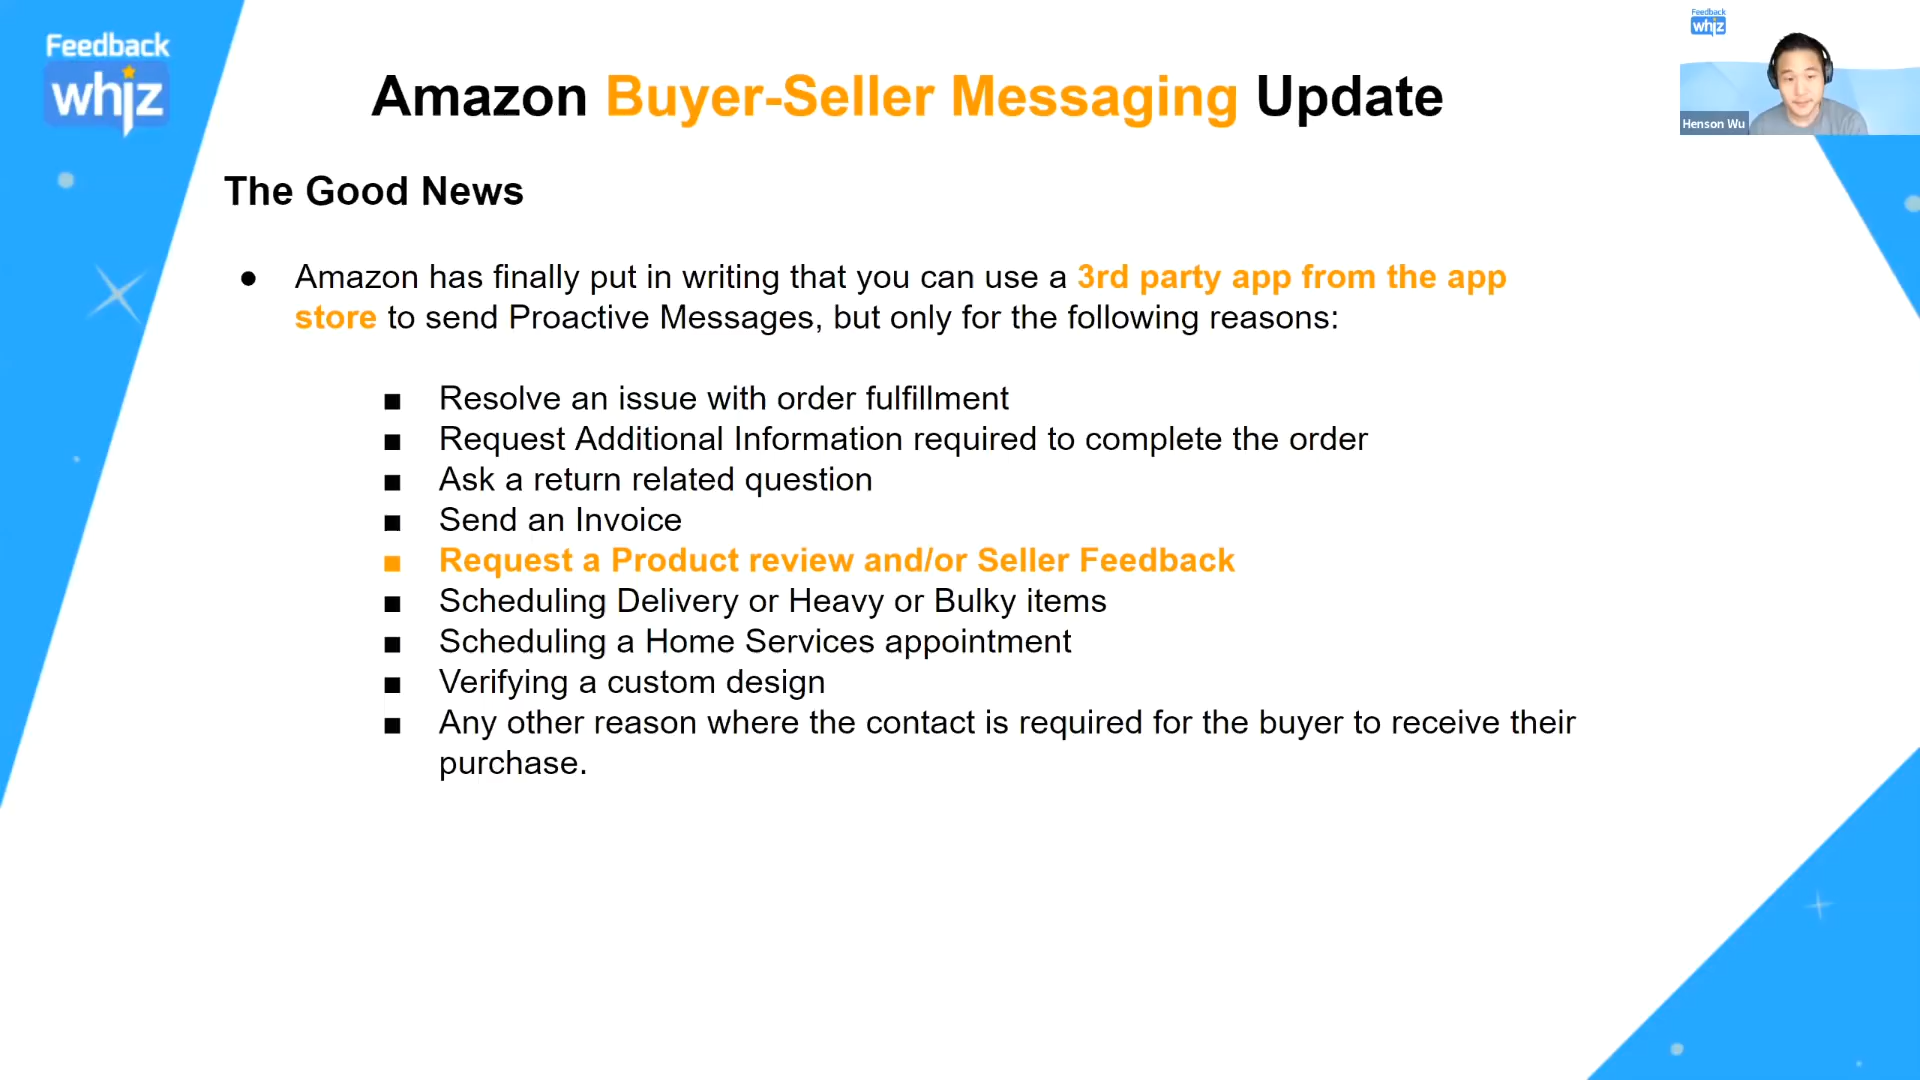 Feedback
whiz
Amazon Buyer-Seller Messaging Update
Feedback
whiz
Henson Wu
The Good News
● Amazon has finally put in writing that you can use a 3rd party app from the app
store to send Proactive Messages, but only for the following reasons:
■ Resolve an issue with order fulfillment
■ Request Additional Information required to complete the order
■ Ask a return related question
■ Send an Invoice
■ Request a Product review and/or Seller Feedback
■ Scheduling Delivery or Heavy or Bulky items
■ Scheduling a Home Services appointment
■ Verifying a custom design
■ Any other reason where the contact is required for the buyer to receive their
purchase.